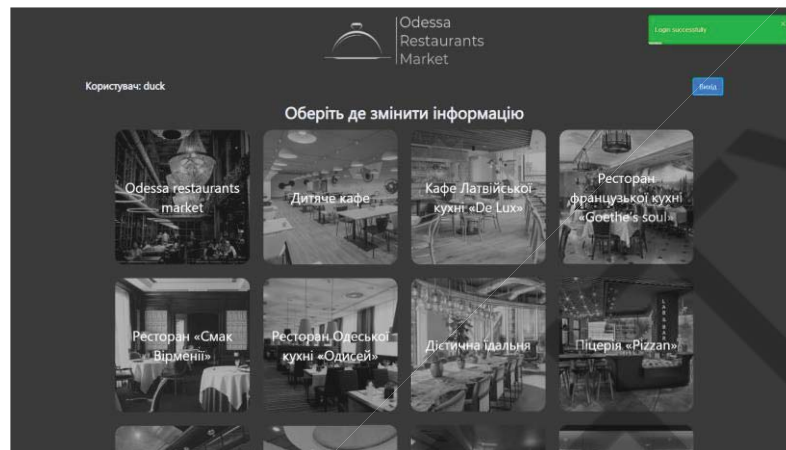 Odessa
Restaurants
Market
Login successfully
Користувач: duck
Вихід
Оберіть де змінити інформацію
Odessa restaurants
market
Дитяче кафе
Кафе Латвійської
кухні «De Lux»
Ресторан
французької кухні
«Goethe's soul»
Ресторан «Смак
Вірменії»
Ресторан Одеської
кухні «Одисей»
Дієтична їдальня
Піцерія «Pizzan»